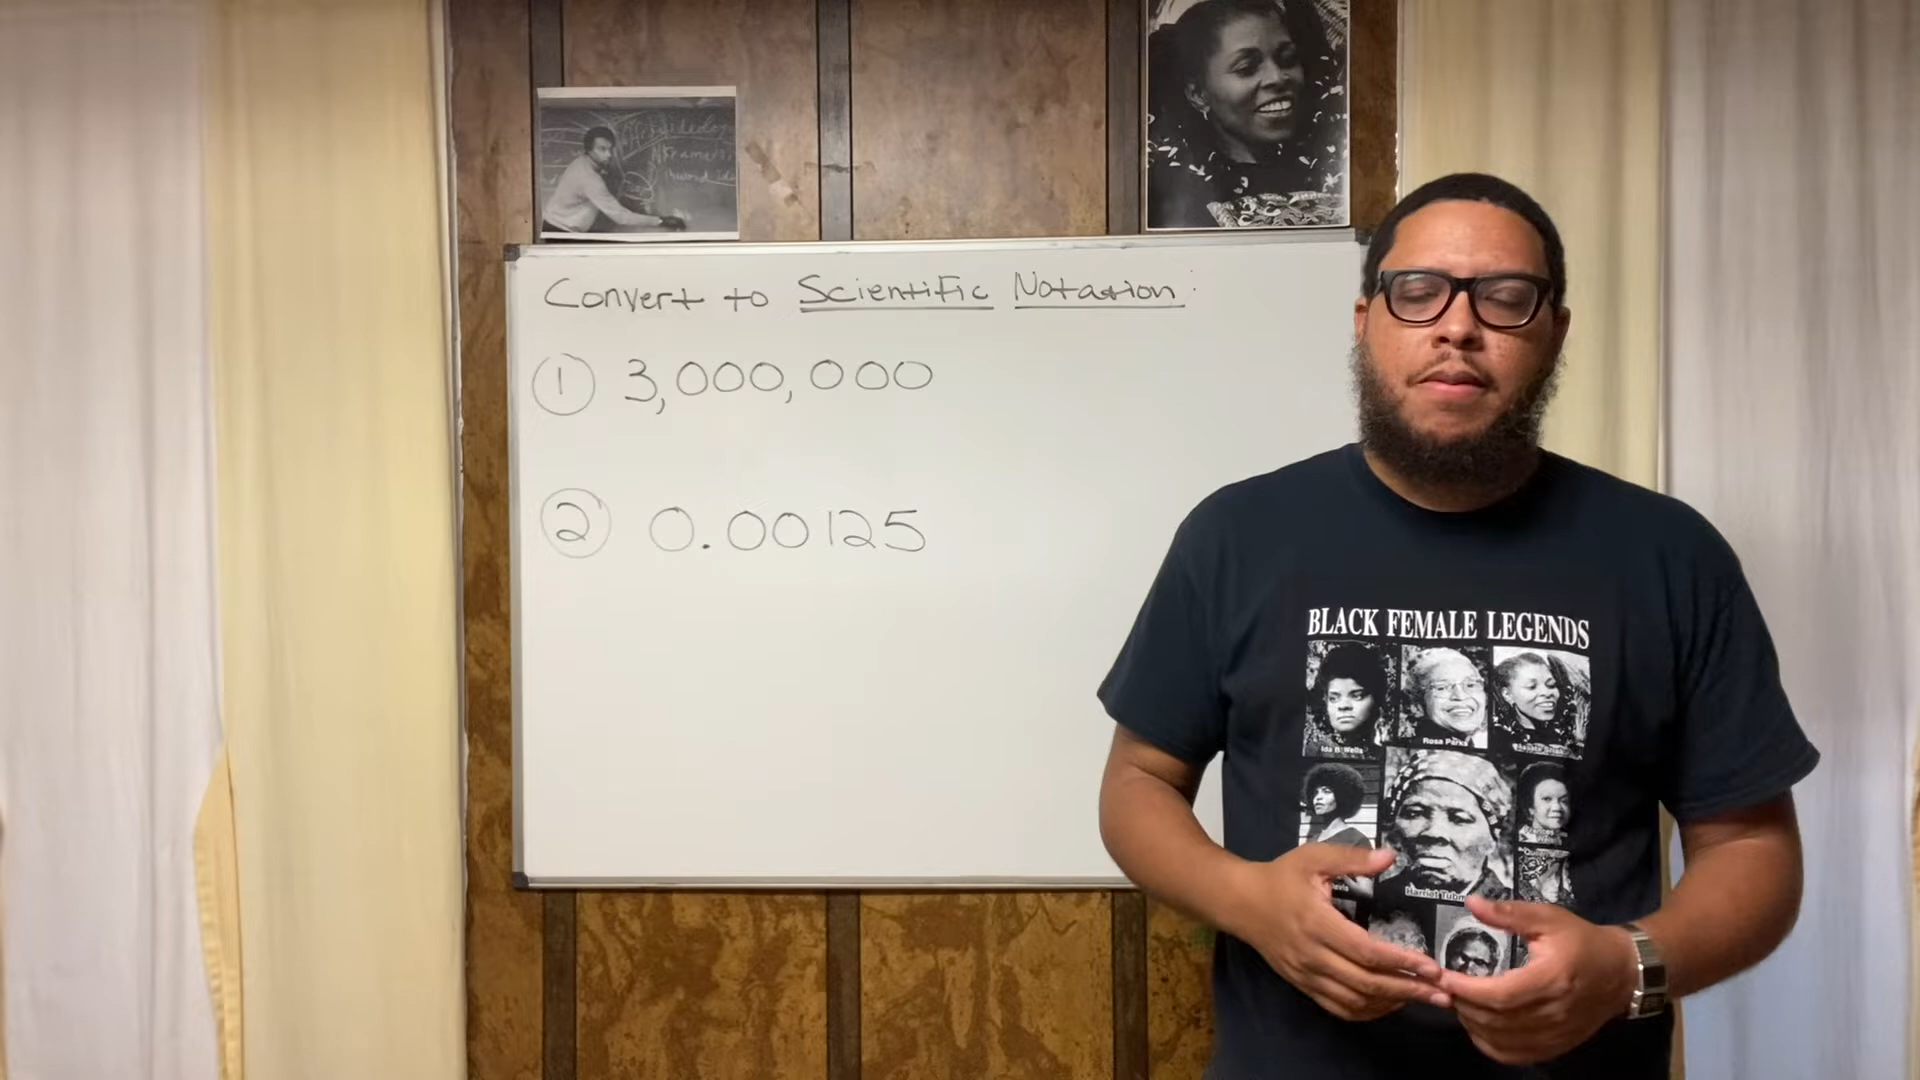 Convert to Scientific Notation:
① 3,000,000
② 0.00125
BLACK FEMALE LEGENDS
Ida B. Wells
Rosa Parks
Harriet